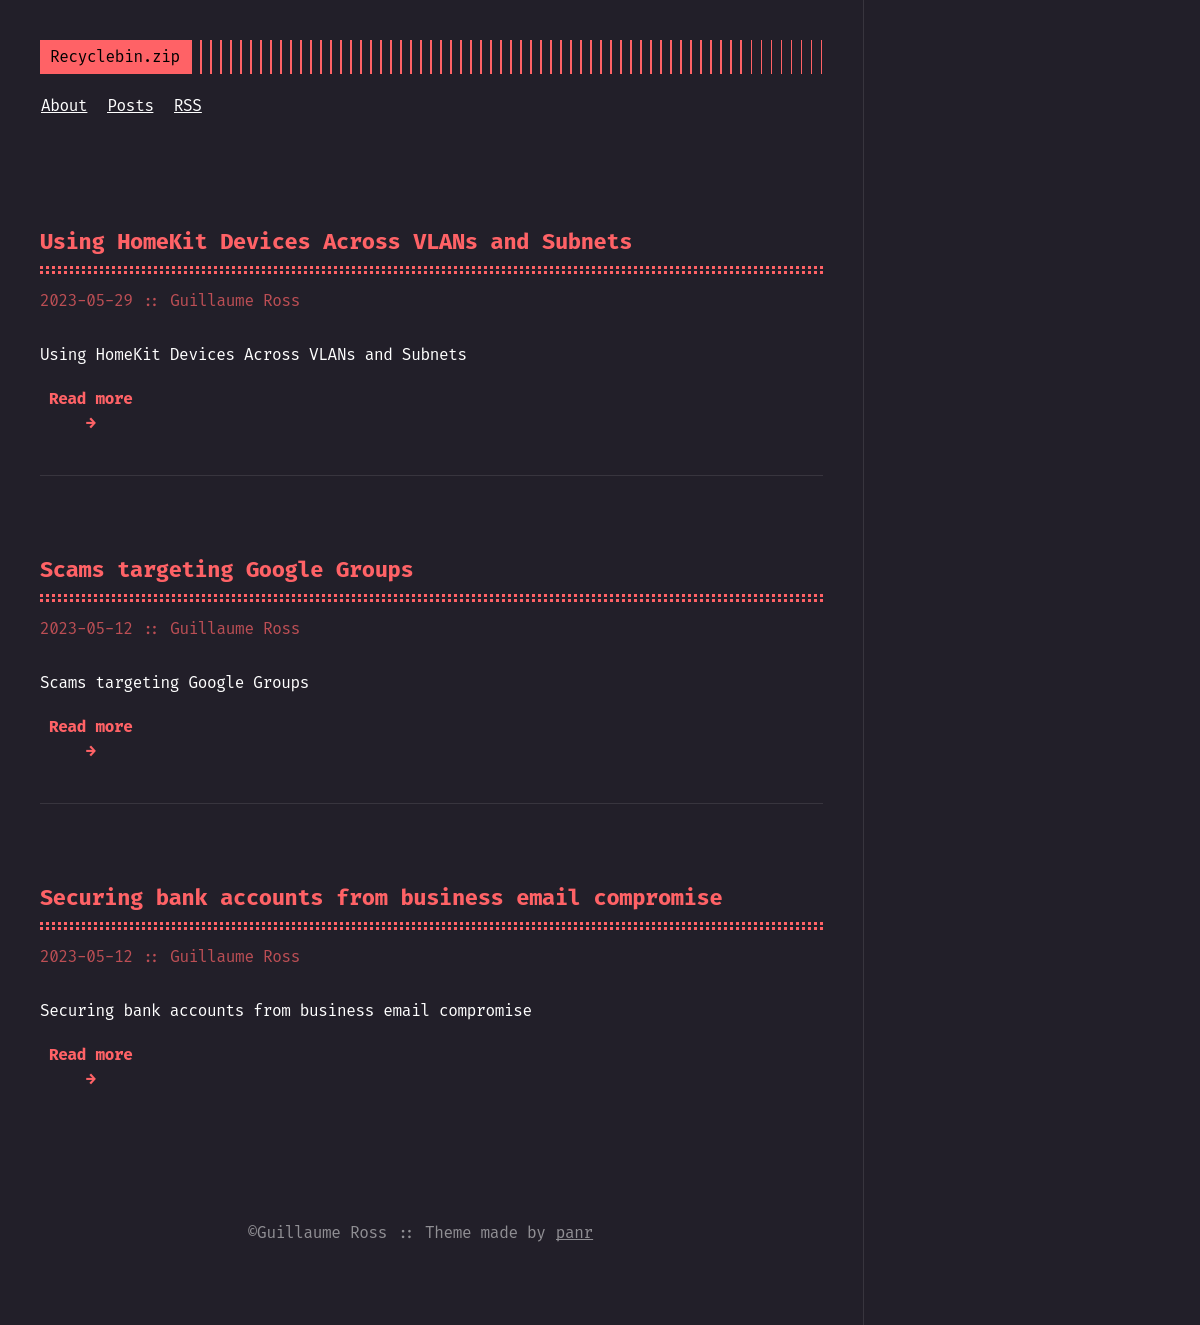 Recyclebin.zip
About Posts RSS
Using HomeKit Devices Across VLANs and Subnets
2023-05-29 :: Guillaume Ross
Using HomeKit Devices Across VLANs and Subnets
Read more
→
Scams targeting Google Groups
2023-05-12 :: Guillaume Ross
Scams targeting Google Groups
Read more
→
Securing bank accounts from business email compromise
2023-05-12 :: Guillaume Ross
Securing bank accounts from business email compromise
Read more
→
©Guillaume Ross :: Theme made by panr